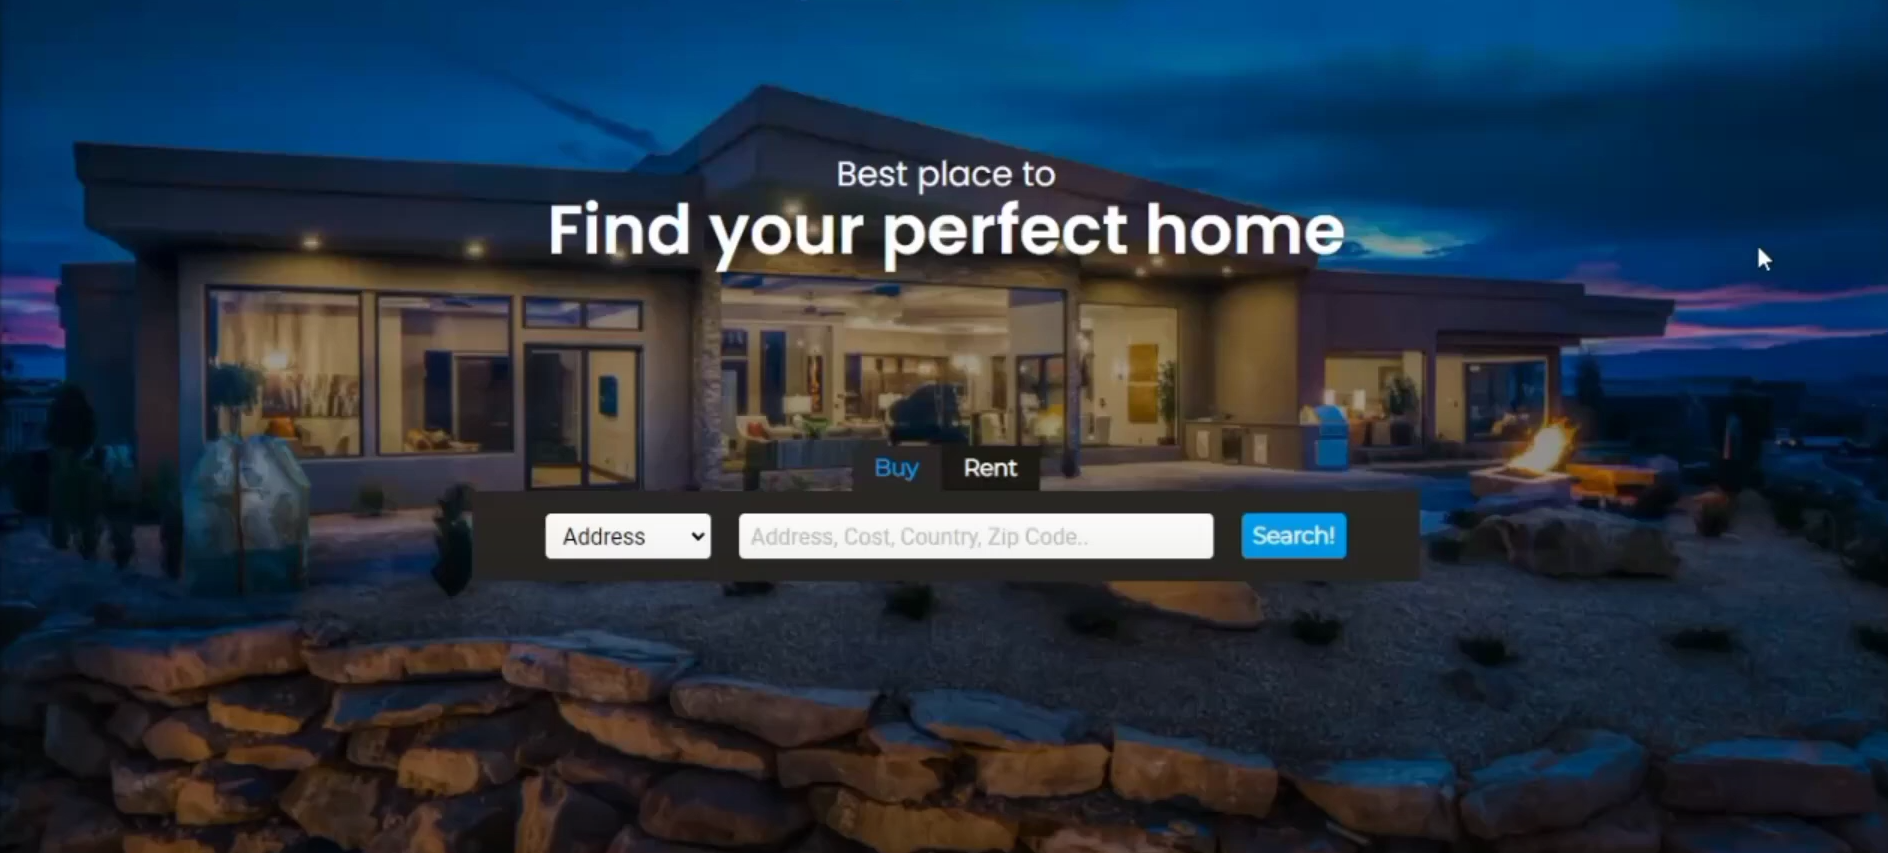 Best place to
Find your perfect home
Buy Rent
Address Address, Cost, Country, Zip Code.. Search!